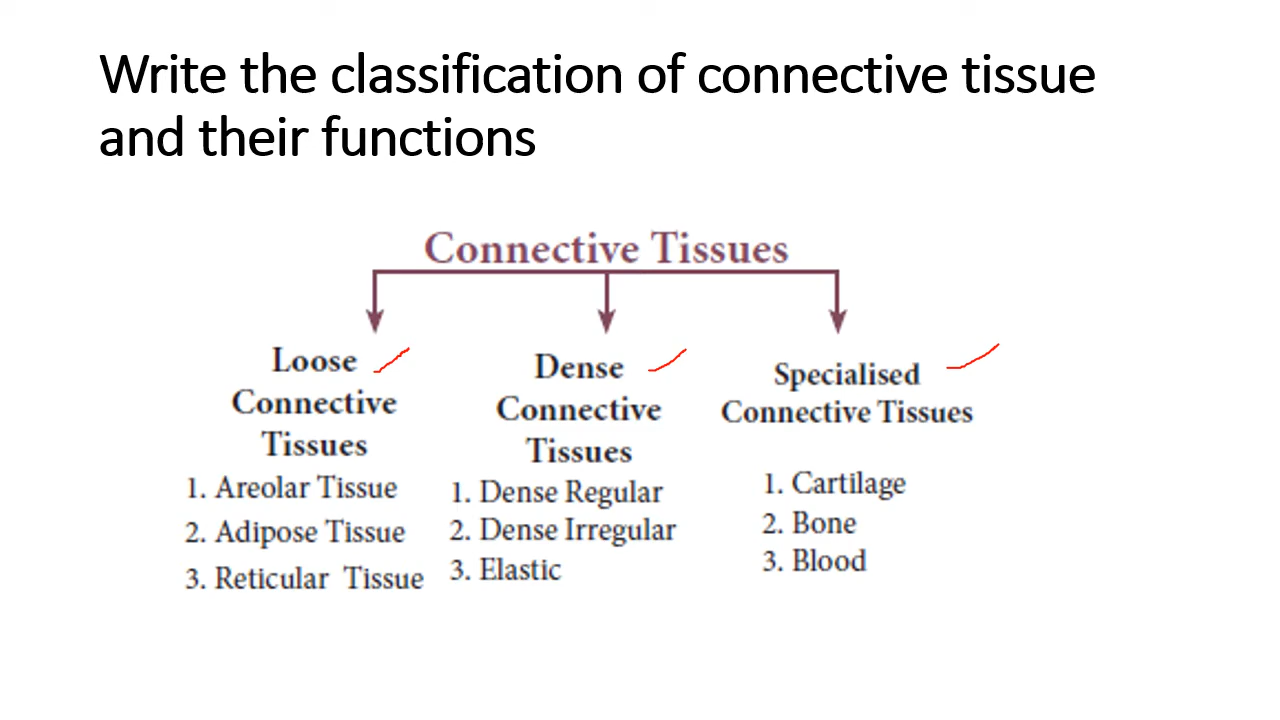 Write the classification of connective tissue
and their functions
Connective Tissues
Loose
Connective
Tissues
1. Areolar Tissue
2. Adipose Tissue
3. Reticular Tissue
Dense
Connective
Tissues
1. Dense Regular
2. Dense Irregular
3. Elastic
Specialised
Connective Tissues
1. Cartilage
2. Bone
3. Blood